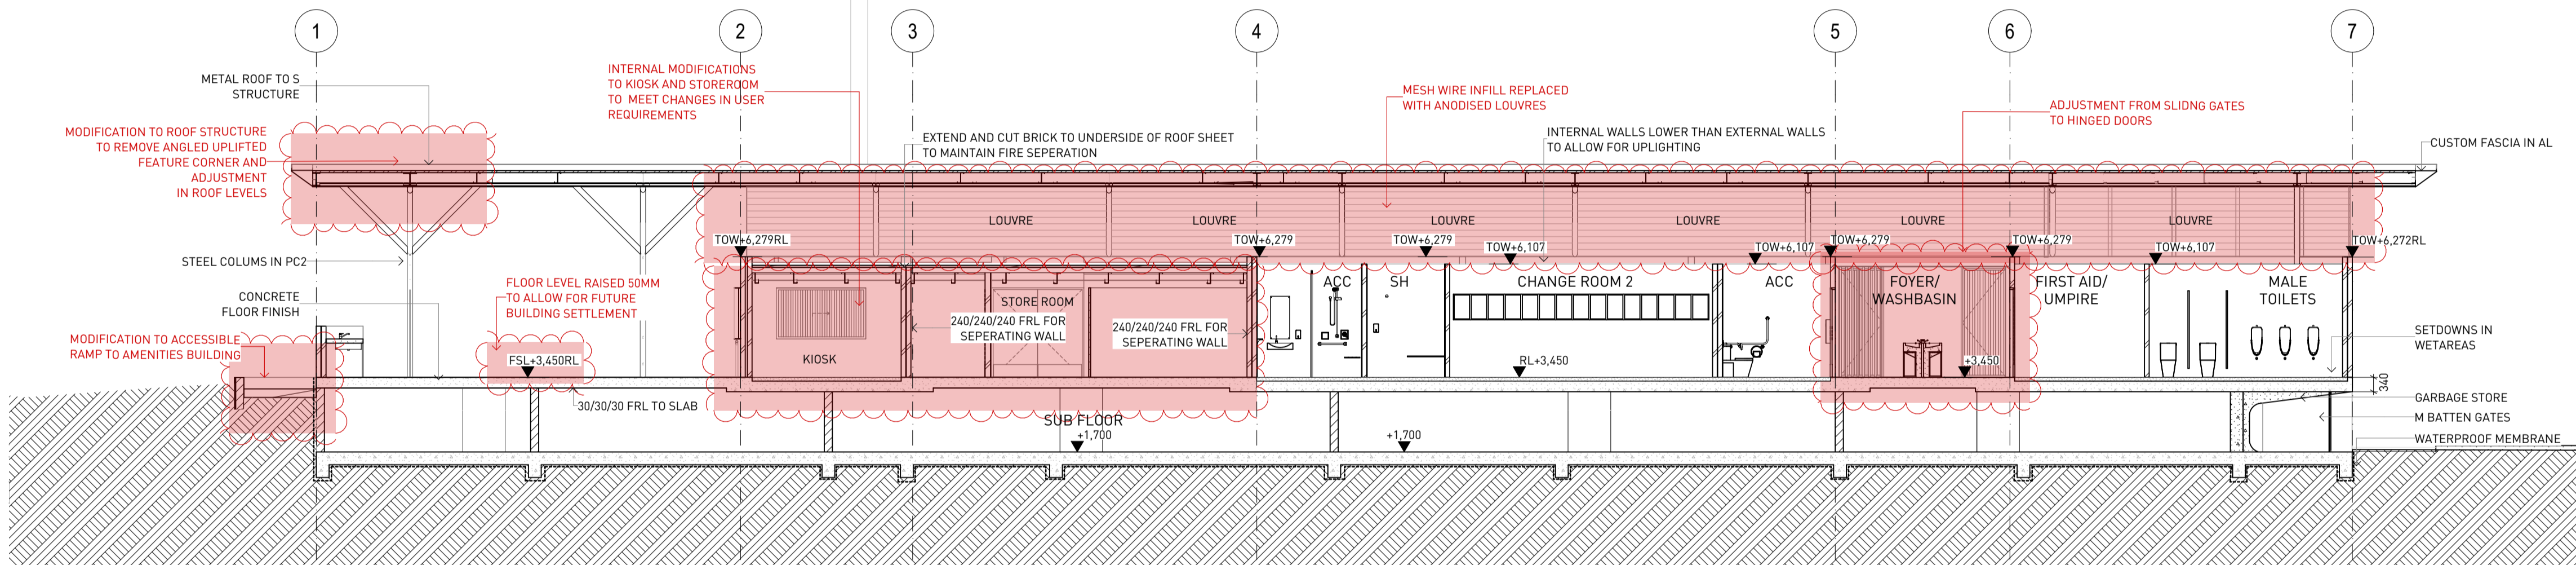 1
2
3
4
5
6
7
METAL ROOF TO S
STRUCTURE
MODIFICATION TO ROOF STRUCTURE
TO REMOVE ANGLED UPLIFTED
FEATURE CORNER AND
ADJUSTMENT
IN ROOF LEVELS
INTERNAL MODIFICATIONS
TO KIOSK AND STOREROOM
TO MEET CHANGES IN USER
REQUIREMENTS
EXTEND AND CUT BRICK TO UNDERSIDE OF ROOF SHEET
TO MAINTAIN FIRE SEPERATION
MESH WIRE INFILL REPLACED
WITH ANODISED LOUVRES
INTERNAL WALLS LOWER THAN EXTERNAL WALLS
TO ALLOW FOR UPLIGHTING
ADJUSTMENT FROM SLIDNG GATES
TO HINGED DOORS
CUSTOM FASCIA IN AL
LOUVRE
LOUVRE
LOUVRE
LOUVRE
LOUVRE
LOUVRE
TOW+6,279RL
TOW+6,279
TOW+6,279
TOW+6,107
TOW+6,107
TOW+6,279
TOW+6,279
TOW+6,107
TOW+6,272RL
STEEL COLUMS IN PC2
CONCRETE
FLOOR FINISH
FLOOR LEVEL RAISED 50MM
TO ALLOW FOR FUTURE
BUILDING SETTLEMENT
MODIFICATION TO ACCESSIBLE
RAMP TO AMENITIES BUILDING
FSL+3,450RL
30/30/30 FRL TO SLAB
KIOSK
STORE ROOM
240/240/240 FRL FOR
SEPERATING WALL
240/240/240 FRL FOR
SEPERATING WALL
ACC
SH
CHANGE ROOM 2
ACC
FOYER/
WASHBASIN
FIRST AID/
UMPIRE
MALE
TOILETS
RL+3,450
+3,450
SETDOWNS IN
WETAREAS
340
GARBAGE STORE
M BATTEN GATES
WATERPROOF MEMBRANE
SUB FLOOR
+1,700
+1,700